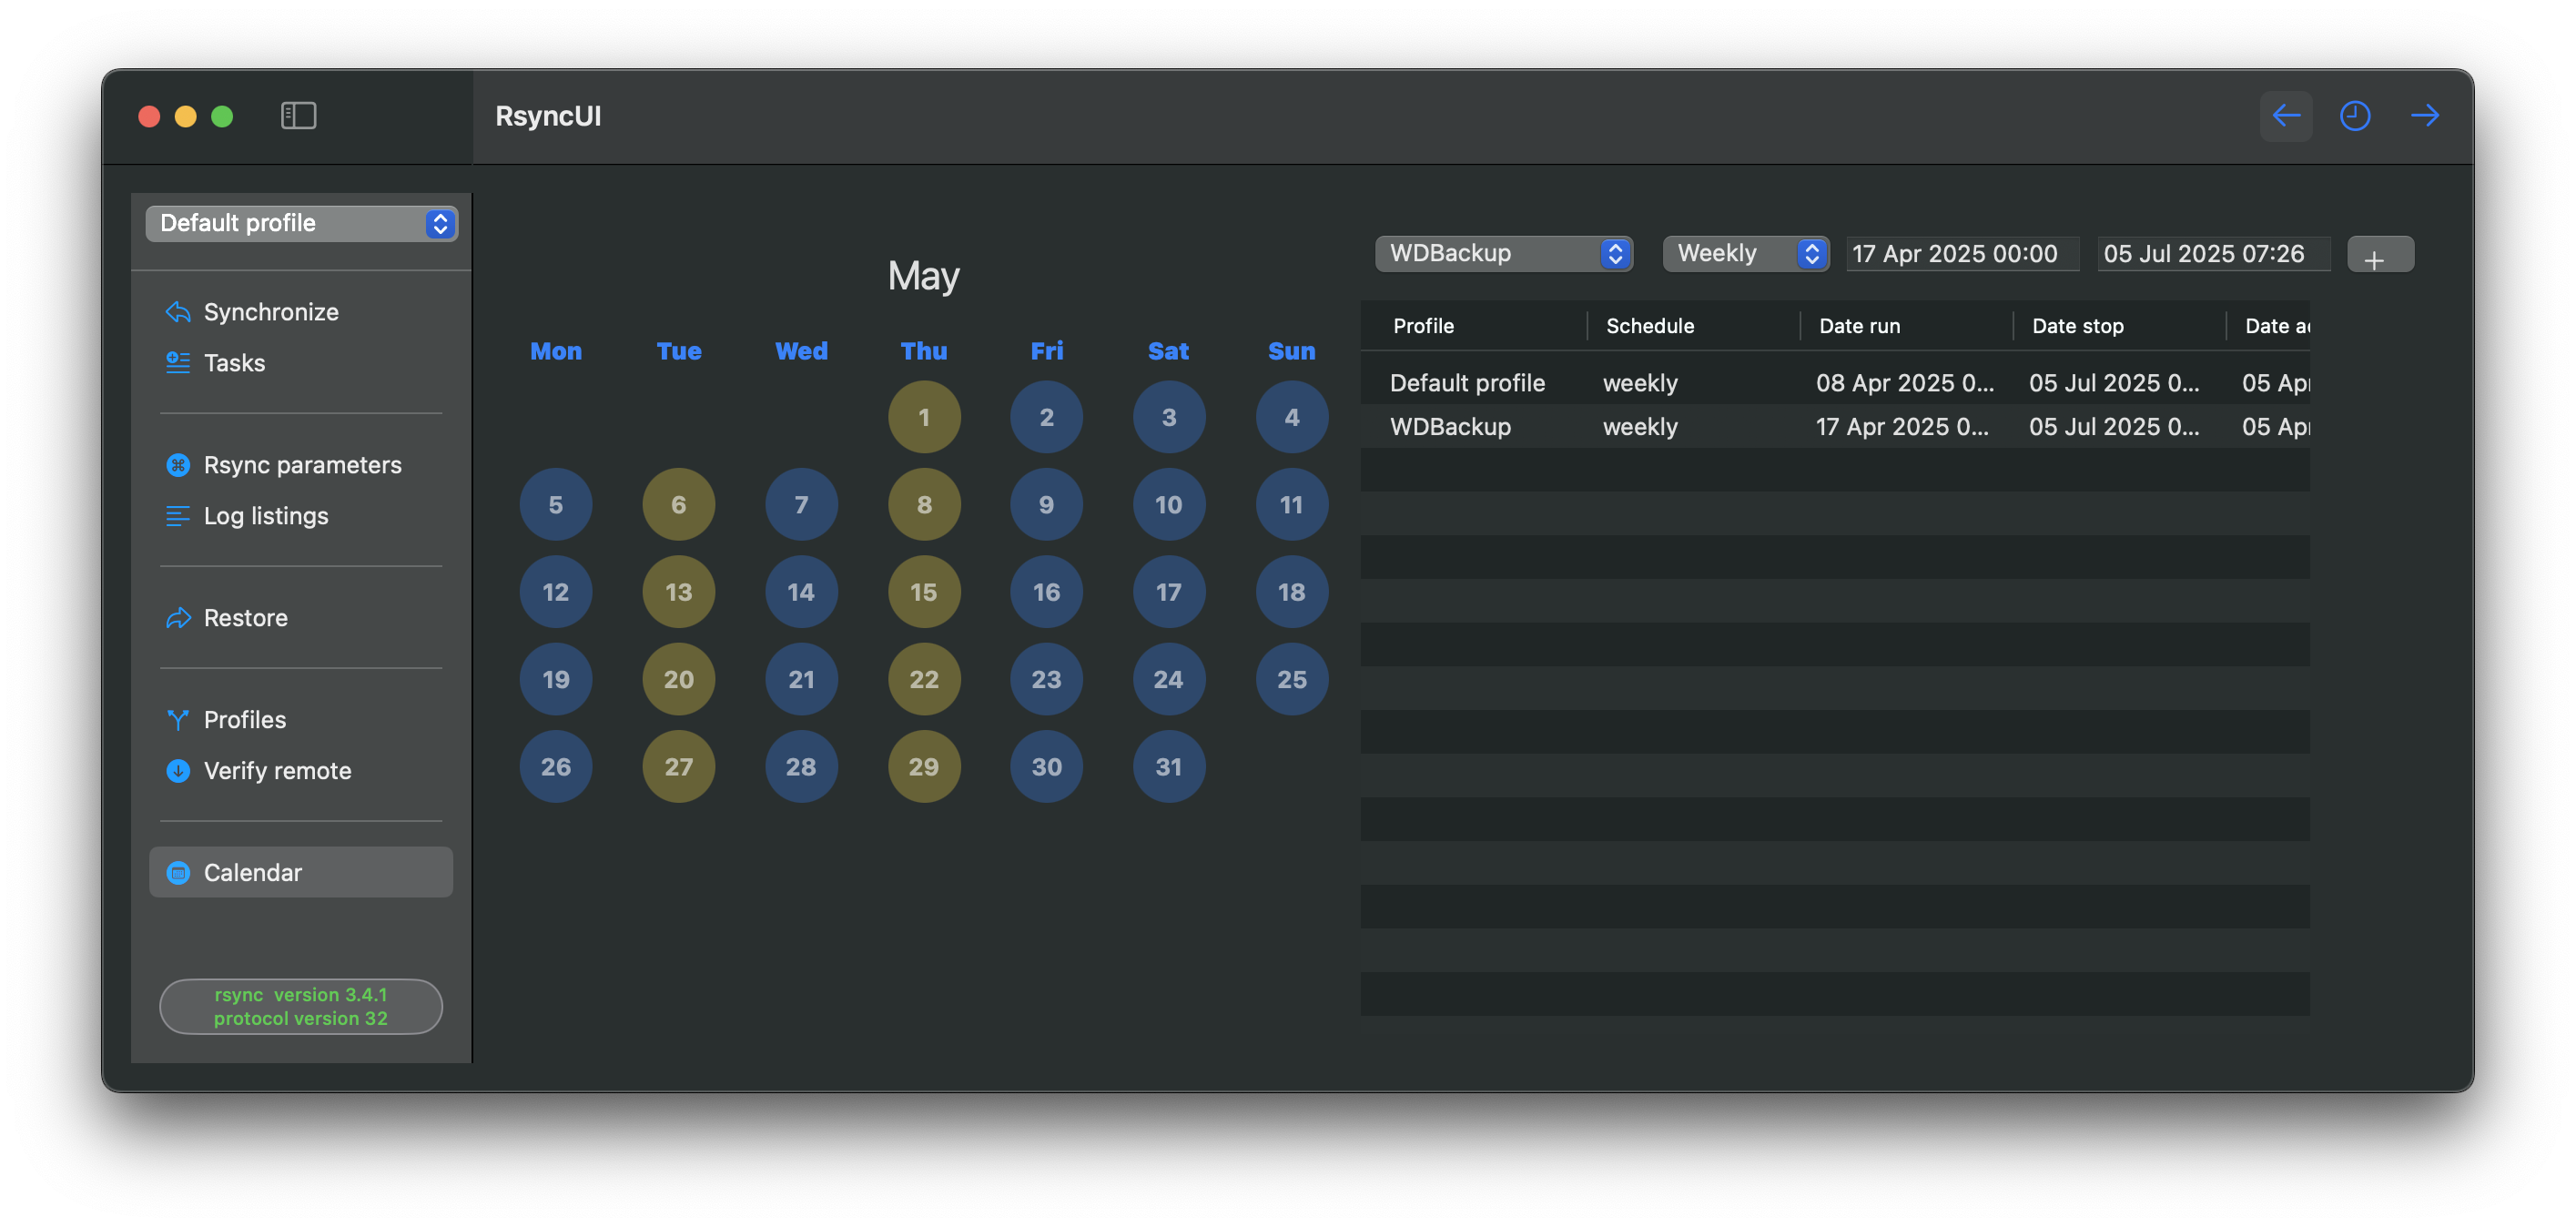 RsyncUI
Default profile
Synchronize
Tasks
Rsync parameters
Log listings
Restore
Profiles
Verify remote
Calendar
rsync version 3.4.1
protocol version 32
May
Mon Tue Wed Thu Fri Sat Sun
1 2 3 4
5 6 7 8 9 10 11
12 13 14 15 16 17 18
19 20 21 22 23 24 25
26 27 28 29 30 31
WDBackup Weekly 17 Apr 2025 00:00 05 Jul 2025 07:26 +
Profile Schedule Date run Date stop Date
Default profile weekly 08 Apr 2025 0... 05 Jul 2025 0... 05 Ap
WDBackup weekly 17 Apr 2025 0... 05 Jul 2025 0... 05 Ap